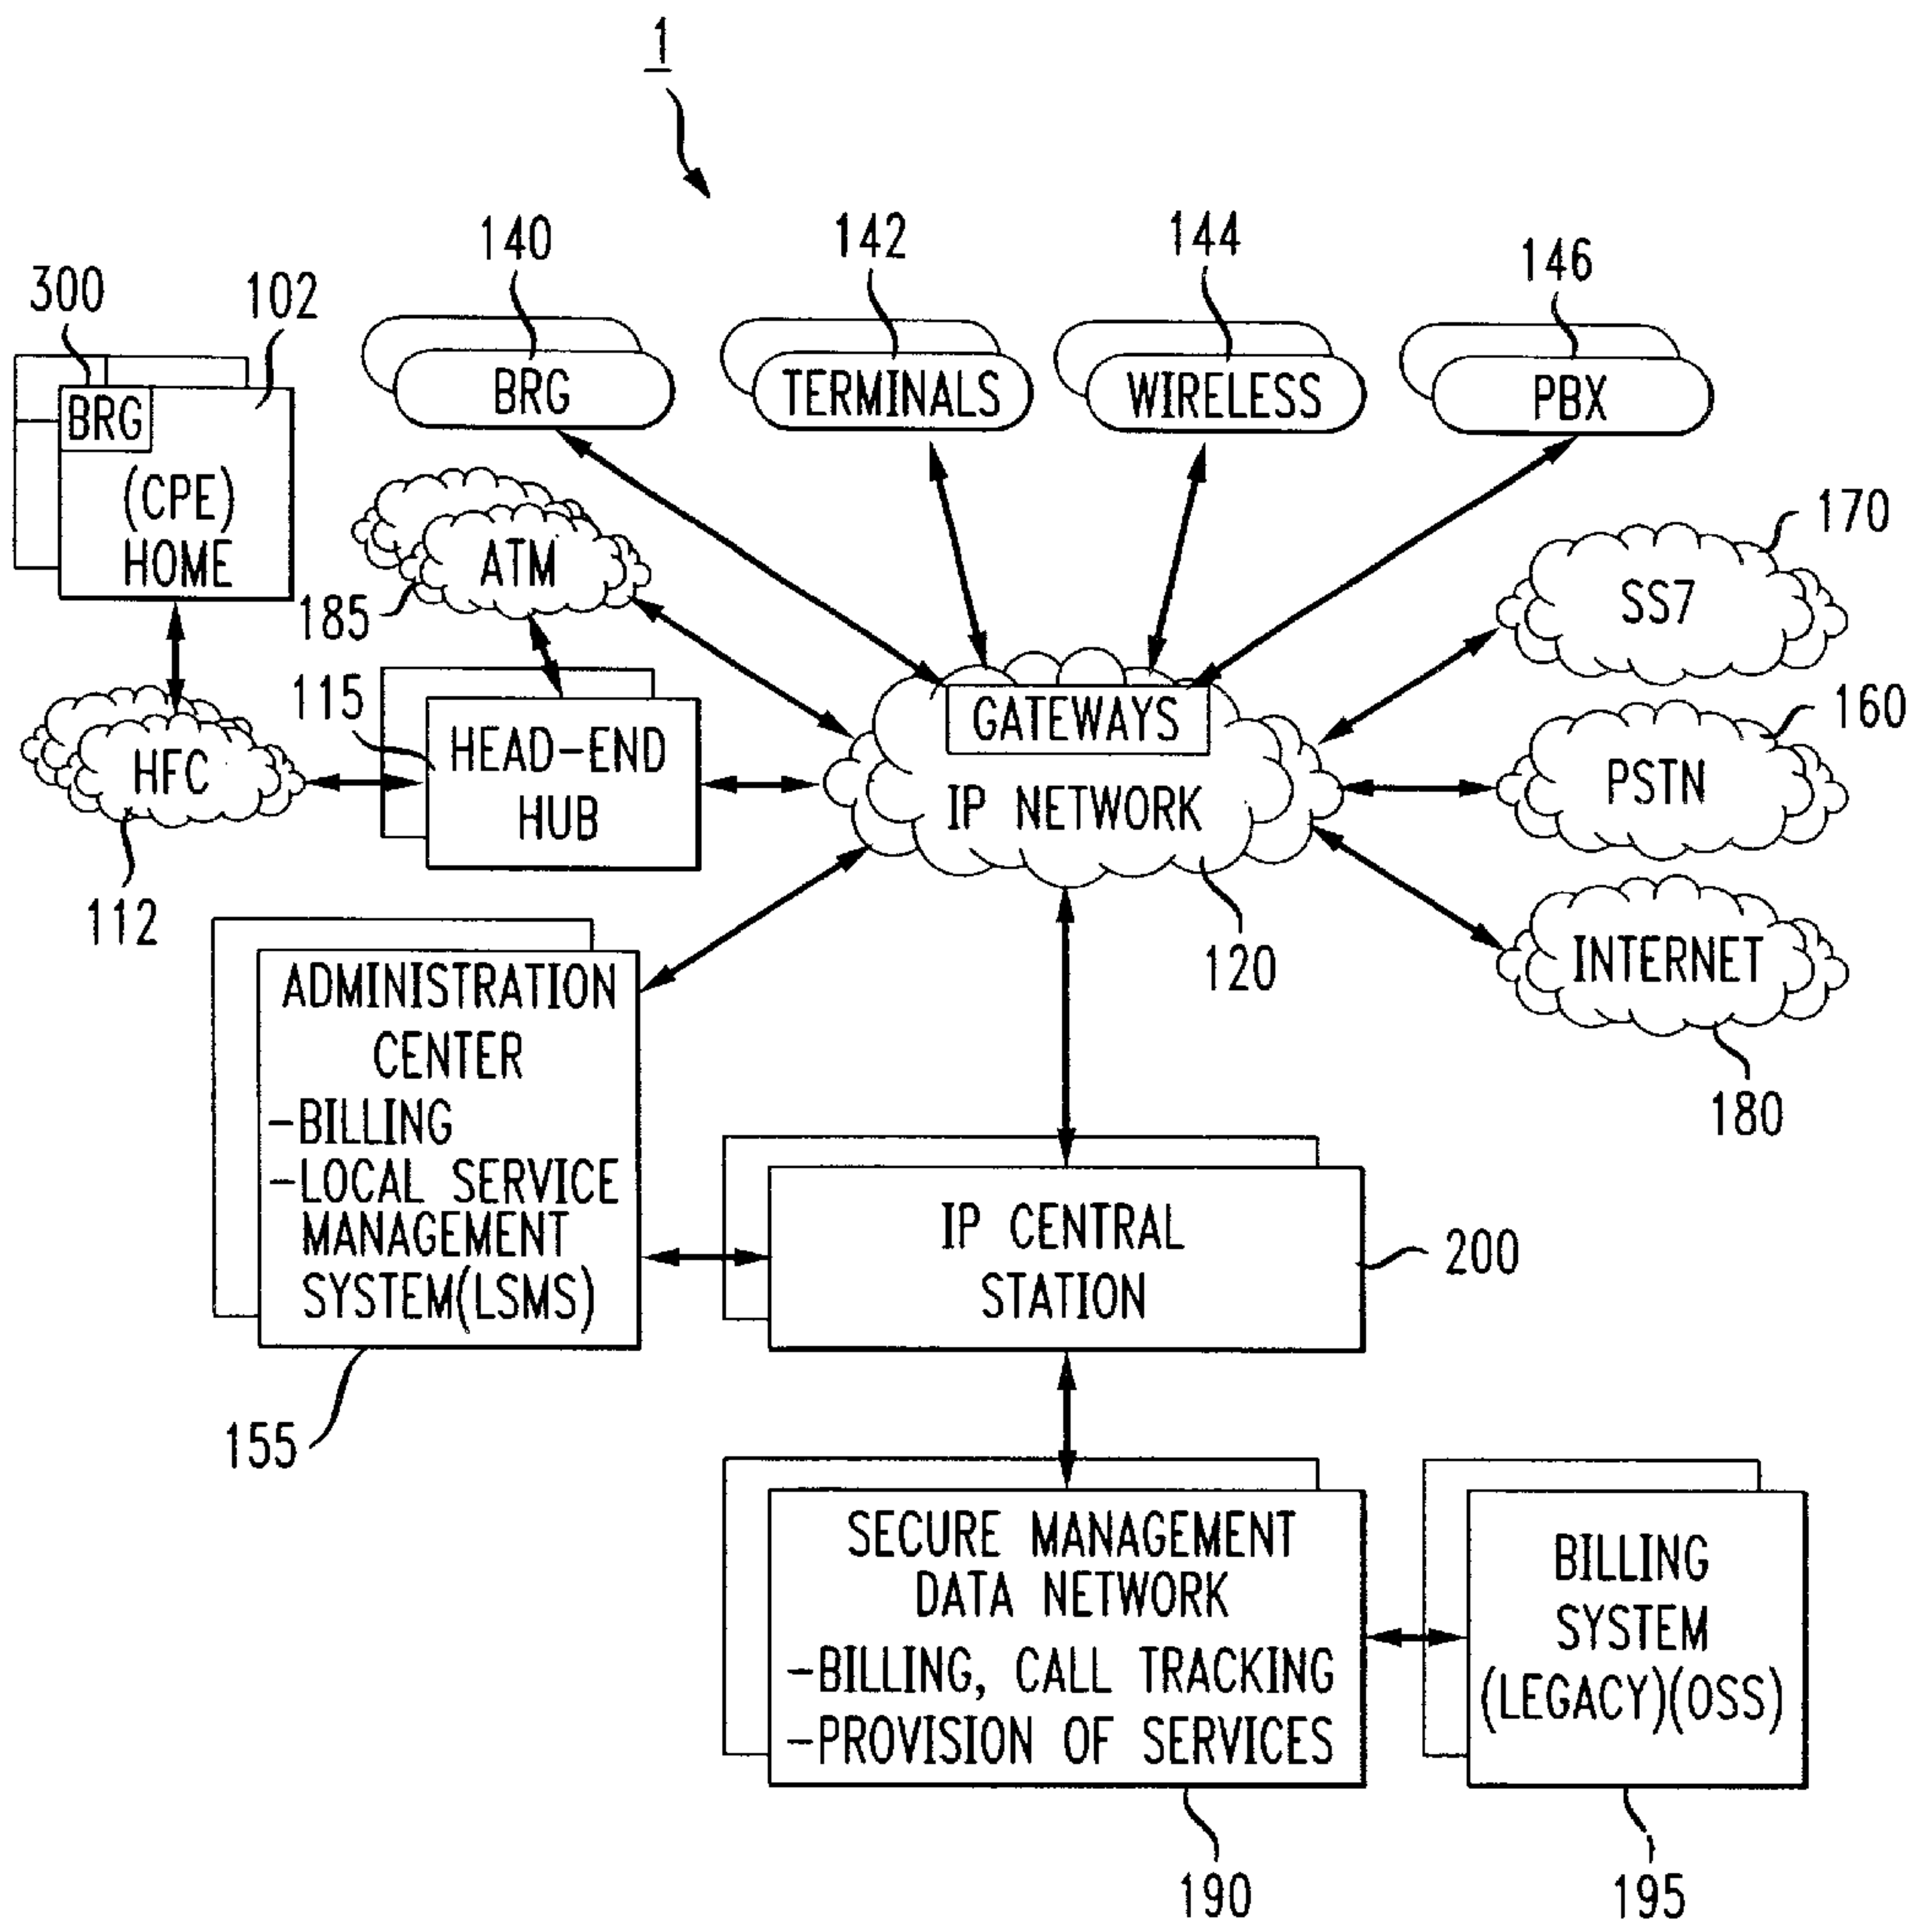 1
140
142
144
146
300
102
BRG
TERMINALS
WIRELESS
PBX
BRG
(CPE)
HOME
ATM
185
170
SS7
115
GATEWAYS
160
HFC
HEAD-END
HUB
IP NETWORK
PSTN
112
120
INTERNET
180
ADMINISTRATION
CENTER
-BILLING
-LOCAL SERVICE
MANAGEMENT
SYSTEM(LSMS)
155
IP CENTRAL
STATION
200
SECURE MANAGEMENT
DATA NETWORK
-BILLING, CALL TRACKING
-PROVISION OF SERVICES
190
BILLING
SYSTEM
(LEGACY)(OSS)
195